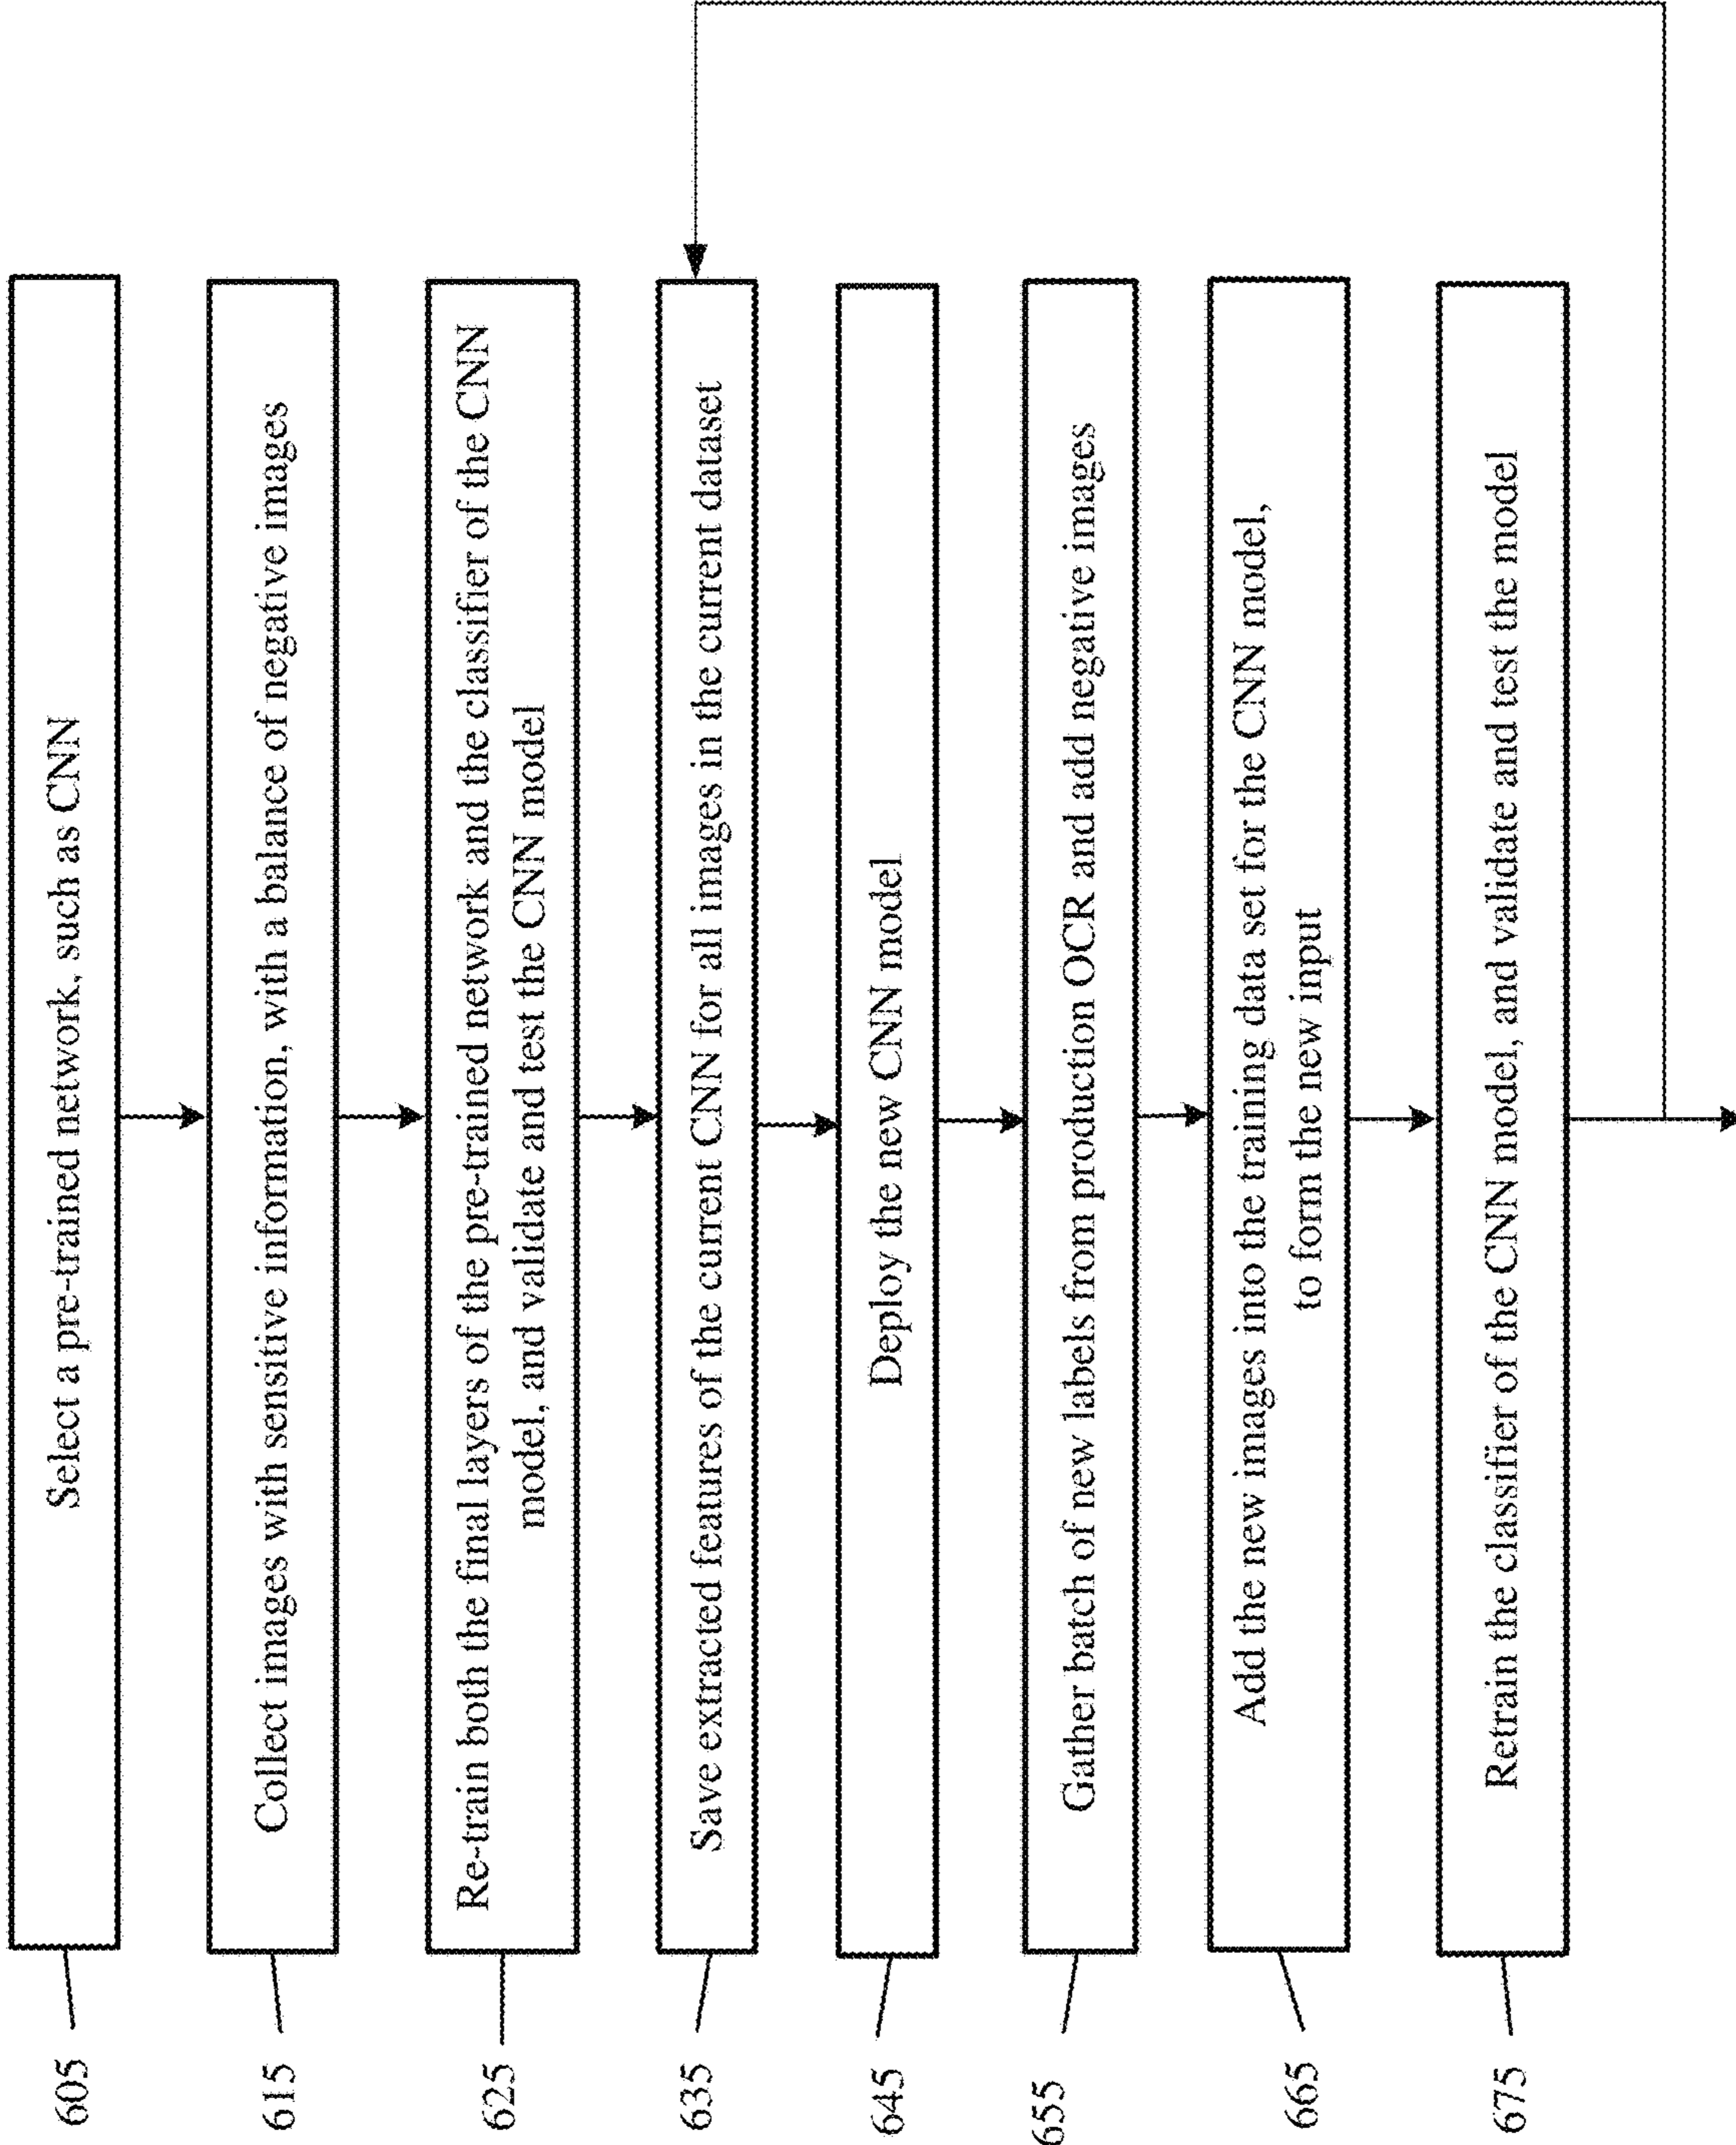 605
Select a pre-trained network, such as CNN
615
Collect images with sensitive information, with a balance of negative images
625
Re-train both the final layers of the pre-trained network and the classifier of the CNN
model, and validate and test the CNN model
635
Save extracted features of the current CNN for all images in the current dataset
645
Deploy the new CNN model
655
Gather batch of new labels from production OCR and add negative images
665
Add the new images into the training data set for the CNN model,
to form the new input
675
Retrain the classifier of the CNN model, and validate and test the model